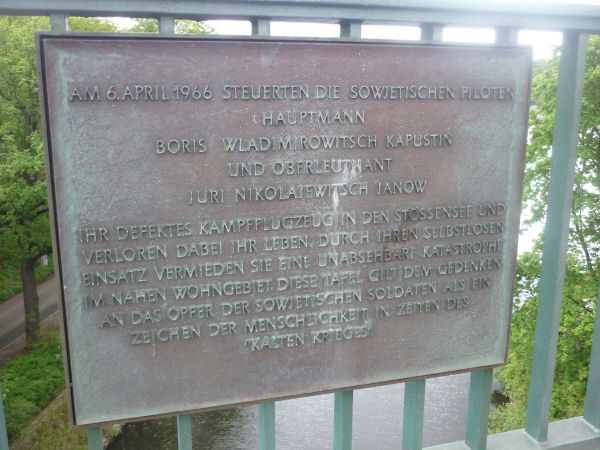 AM 6. APRIL 1966 STEUERTEN DIE SOWJETISCHEN PILOTEN
HAUPTMANN
BORIS WLADIMIROWITSCH KAPUSTIN
UND OBERLEUTNANT
JURI NIKOLAJEWITSCH JANOW
IHR DEFEKTES KAMPFFLUGZEUG IN DEN STOSSENSEE UND
VERLOREN DABEI IHR LEBEN. DURCH IHREN SELBSTLOSEN
EINSATZ VERMIEDEN SIE EINE UNABSEHBARE KATASTROPHE
IM NAHEN WOHNGEBIET. DIESE TAFEL GILT DEM GEDENKEN
AN DAS OPFER DER SOWJETISCHEN SOLDATEN ALS EIN
ZEICHEN DER MENSCHLICHKEIT IN ZEITEN DES
"KALTEN KRIEGES"